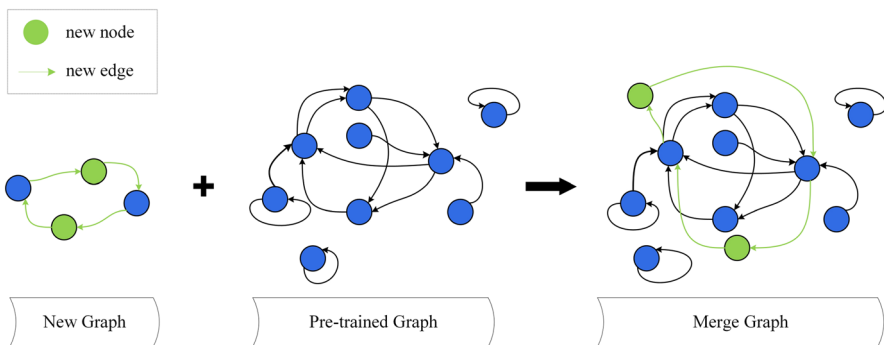 new node
new edge
New Graph
Pre-trained Graph
Merge Graph